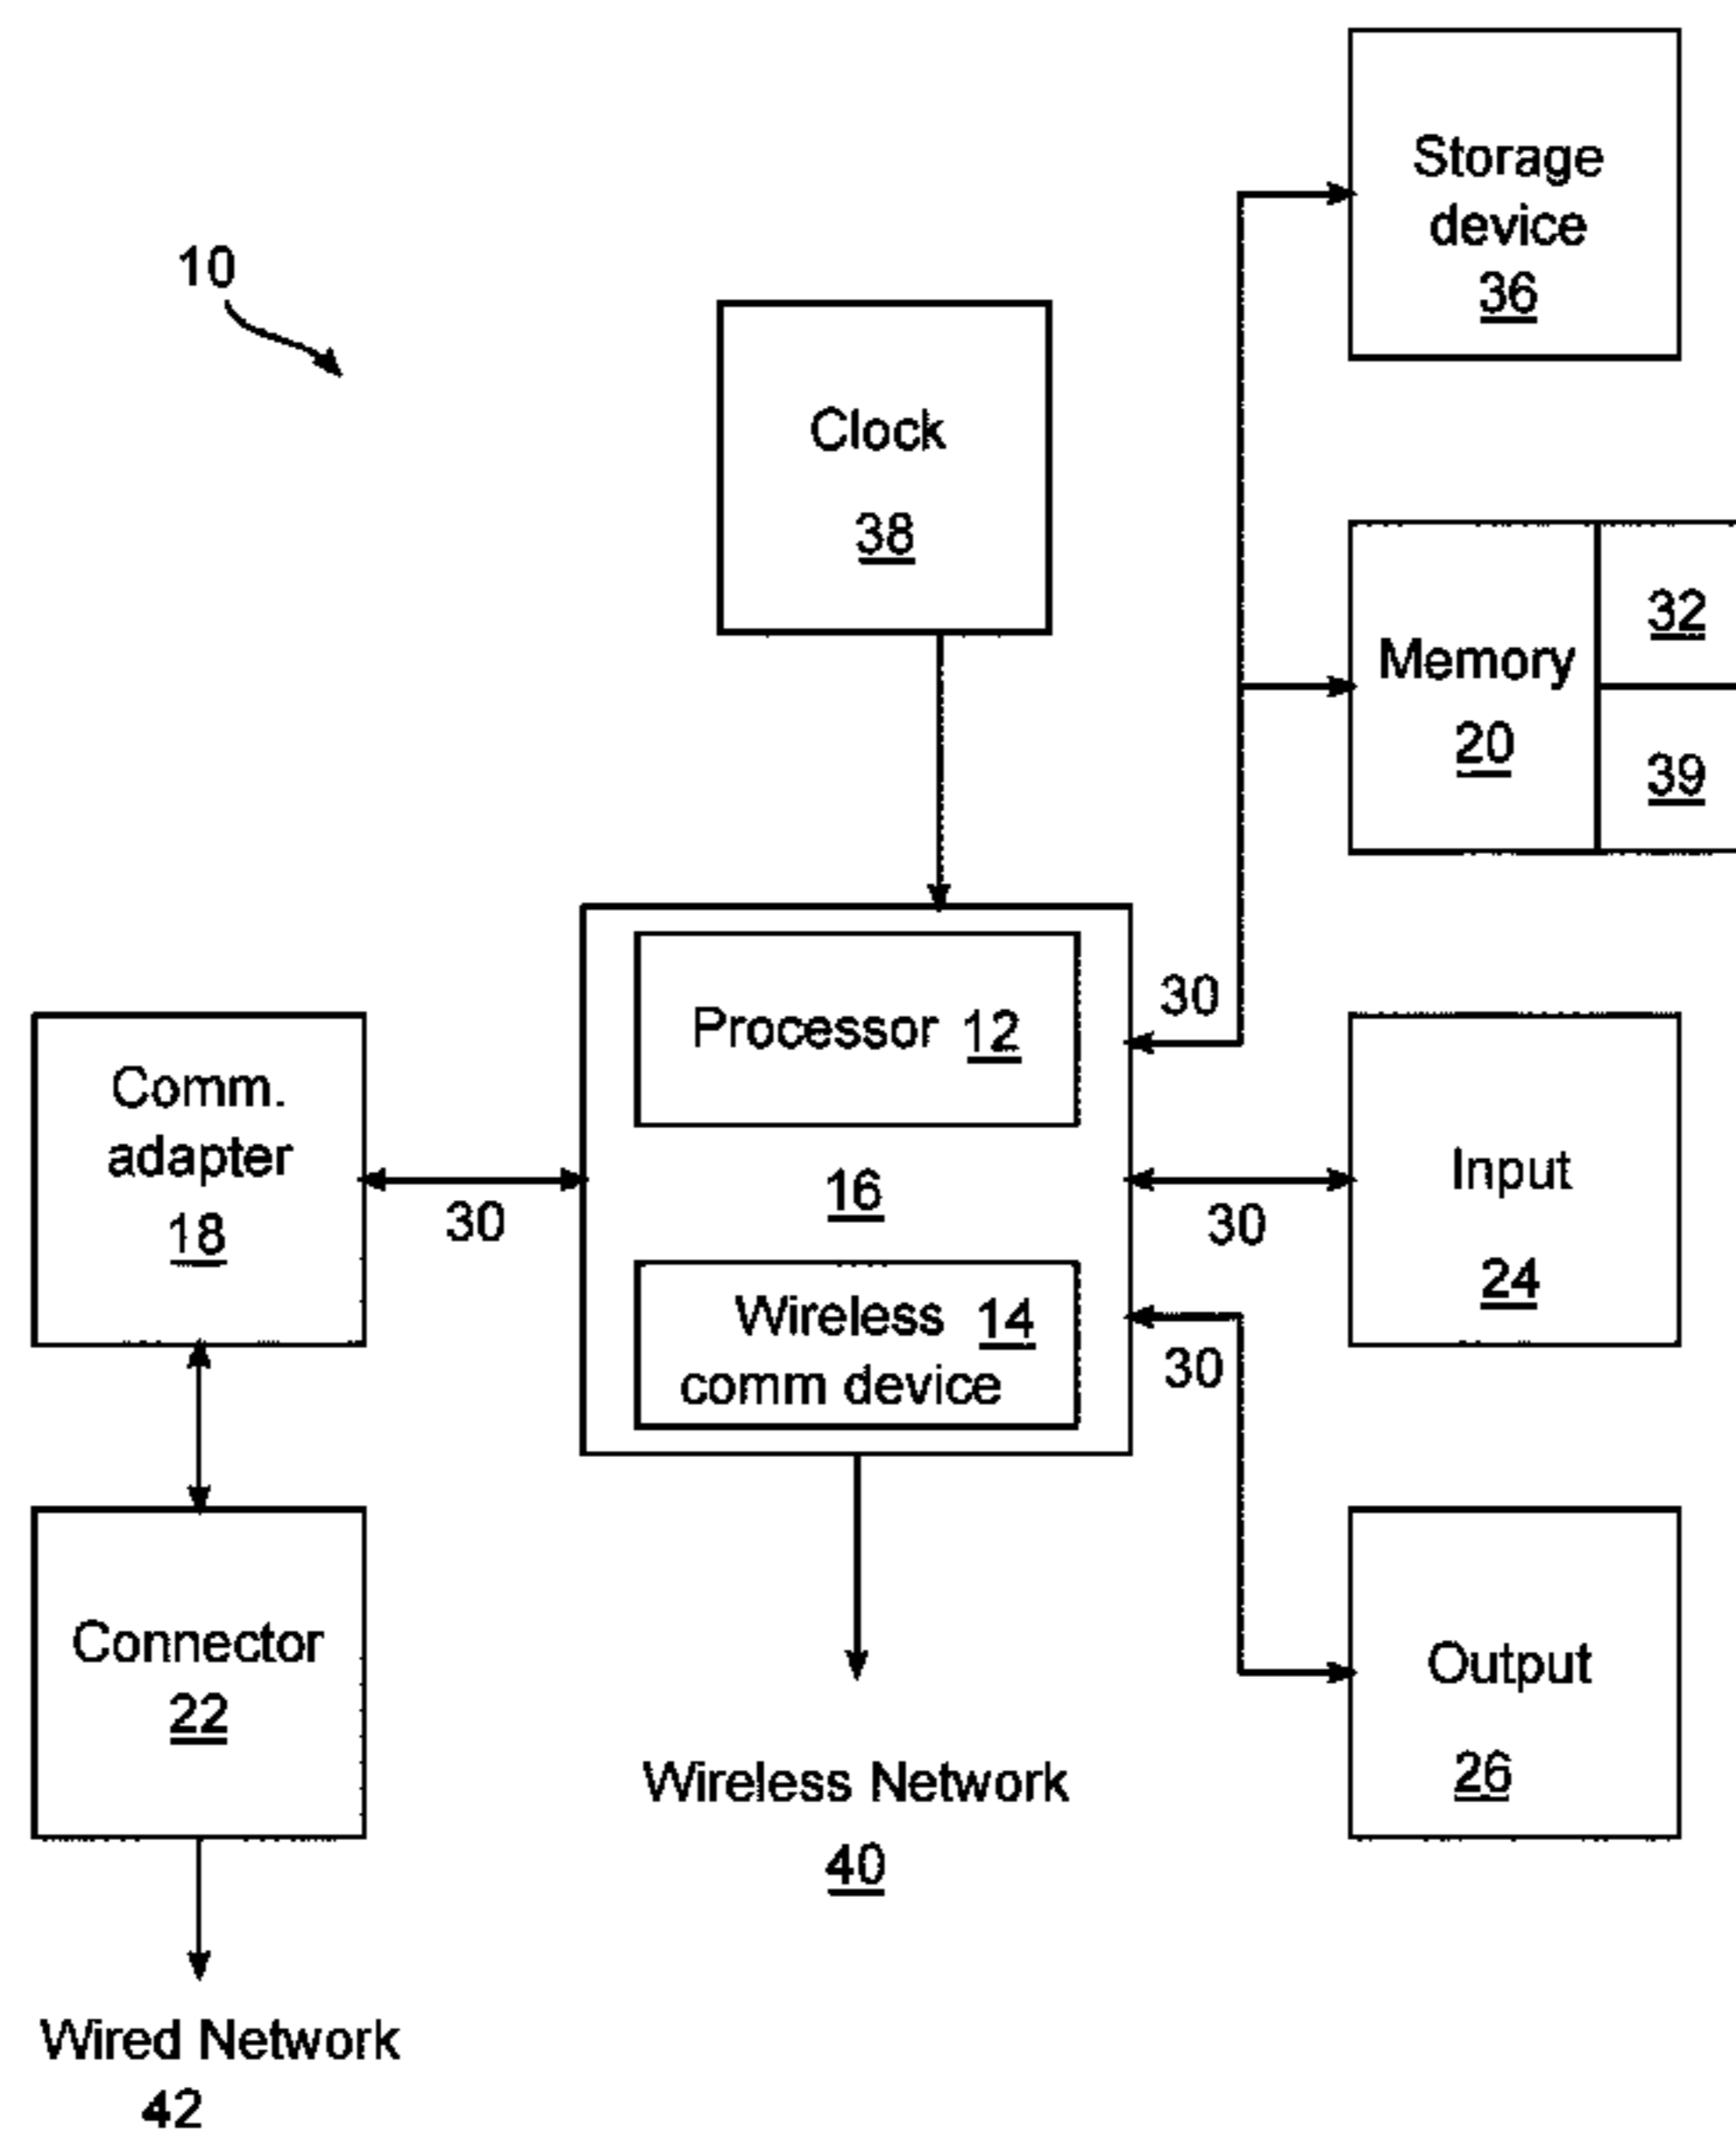 10
Storage
device
36
Clock
38
Memory
20
32
39
30
Processor 12
16
Wireless 14
comm device
Comm.
adapter
18
30
30
Input
24
30
Connector
22
Output
26
Wireless Network
40
Wired Network
42